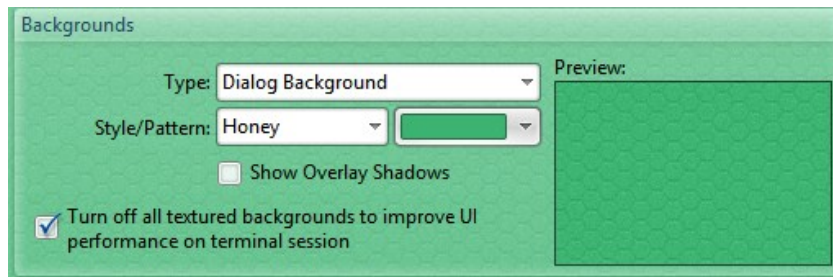 Backgrounds
Type: Dialog Background
Preview:
Style/Pattern: Honey
Show Overlay Shadows
Turn off all textured backgrounds to improve UI
performance on terminal session